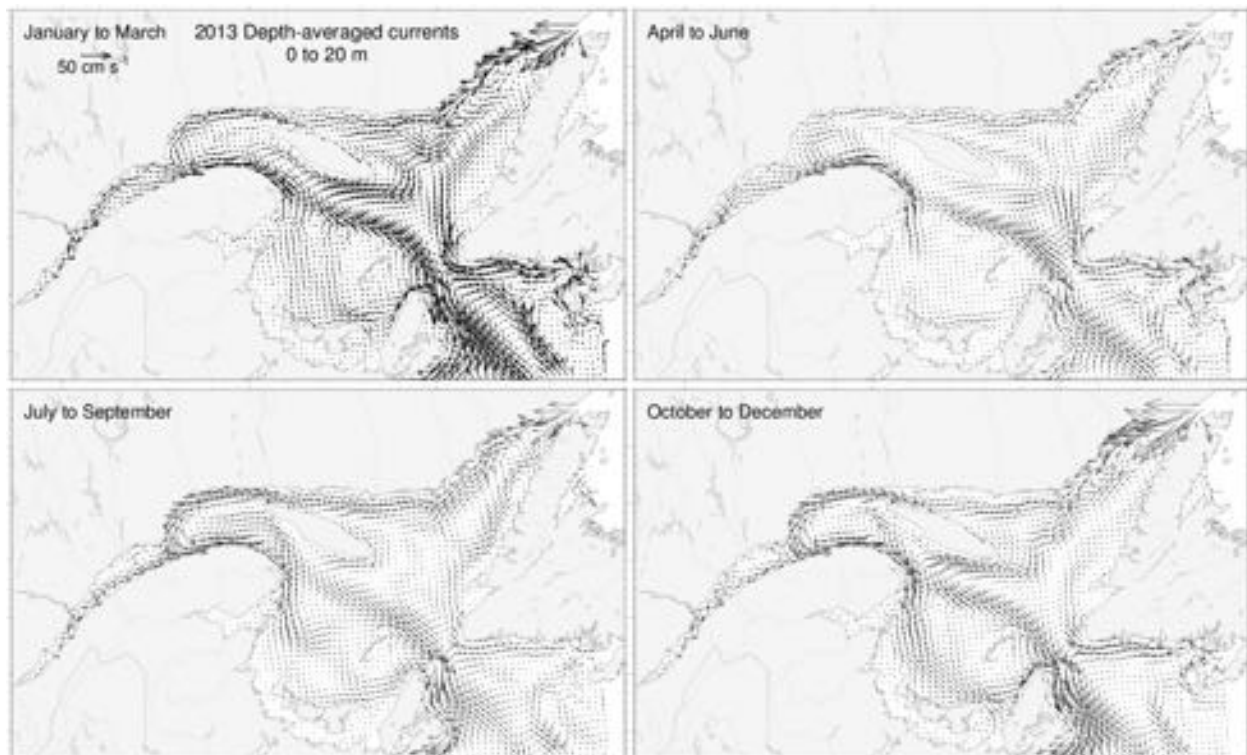 January to March
2013 Depth-averaged currents
0 to 20 m
50 cm s⁻¹
April to June
July to September
October to December